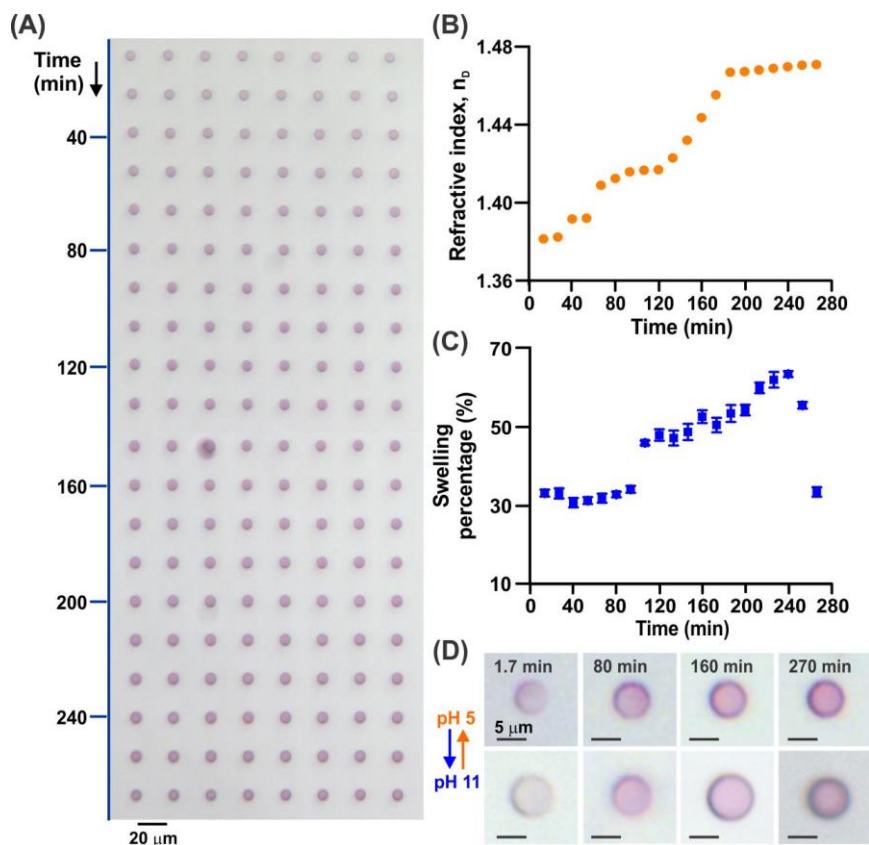 (A)
Time
(min)
40
80
120
160
200
240
20 μm
(B)
1.48
1.44
1.40
1.36
Refractive index, n_D
0 40 80 120 160 200 240 280
Time (min)
(C)
70
50
30
10
Swelling
percentage (%)
0 40 80 120 160 200 240 280
Time (min)
(D)
1.7 min 80 min 160 min 270 min
5 μm
pH 5
pH 11